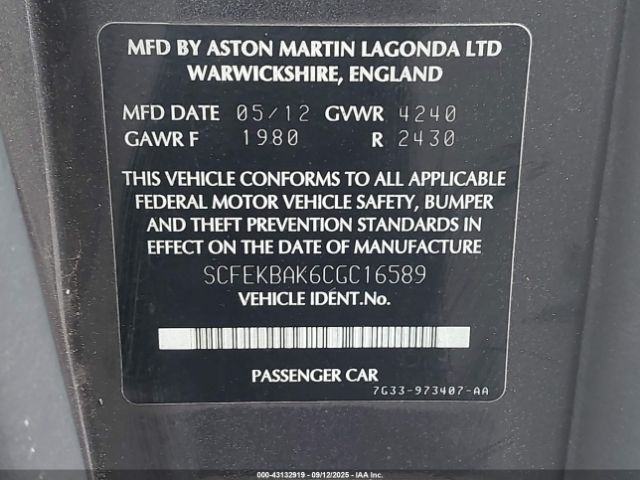 MFD BY ASTON MARTIN LAGONDA LTD
WARWICKSHIRE, ENGLAND
MFD DATE 05/12 GVWR 4240
GAWR F 1980 R 2430
THIS VEHICLE CONFORMS TO ALL APPLICABLE
FEDERAL MOTOR VEHICLE SAFETY, BUMPER
AND THEFT PREVENTION STANDARDS IN
EFFECT ON THE DATE OF MANUFACTURE
SCFEKBAK6CGC16589
VEHICLE IDENT.No.
PASSENGER CAR
7G33-973407-AA
000-43132919 - 09/12/2025 - IAA, Inc.